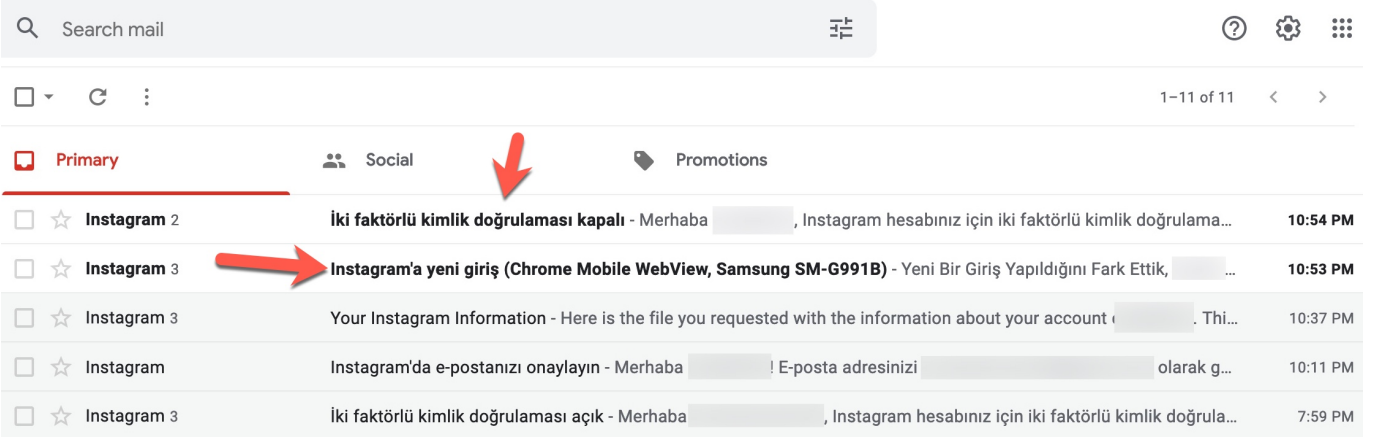 Search mail
1–11 of 11
Primary Social Promotions
Instagram 2 İki faktörlü kimlik doğrulaması kapalı - Merhaba , Instagram hesabınız için iki faktörlü kimlik doğrulama… 10:54 PM
Instagram 3 Instagram'a yeni giriş (Chrome Mobile WebView, Samsung SM-G991B) - Yeni Bir Giriş Yapıldığını Fark Ettik, … 10:53 PM
Instagram 3 Your Instagram Information - Here is the file you requested with the information about your account . Thi… 10:37 PM
Instagram Instagram'da e-postanızı onaylayın - Merhaba ! E-posta adresinizi olarak g… 10:11 PM
Instagram 3 İki faktörlü kimlik doğrulaması açık - Merhaba , Instagram hesabınız için iki faktörlü kimlik doğrula… 7:59 PM